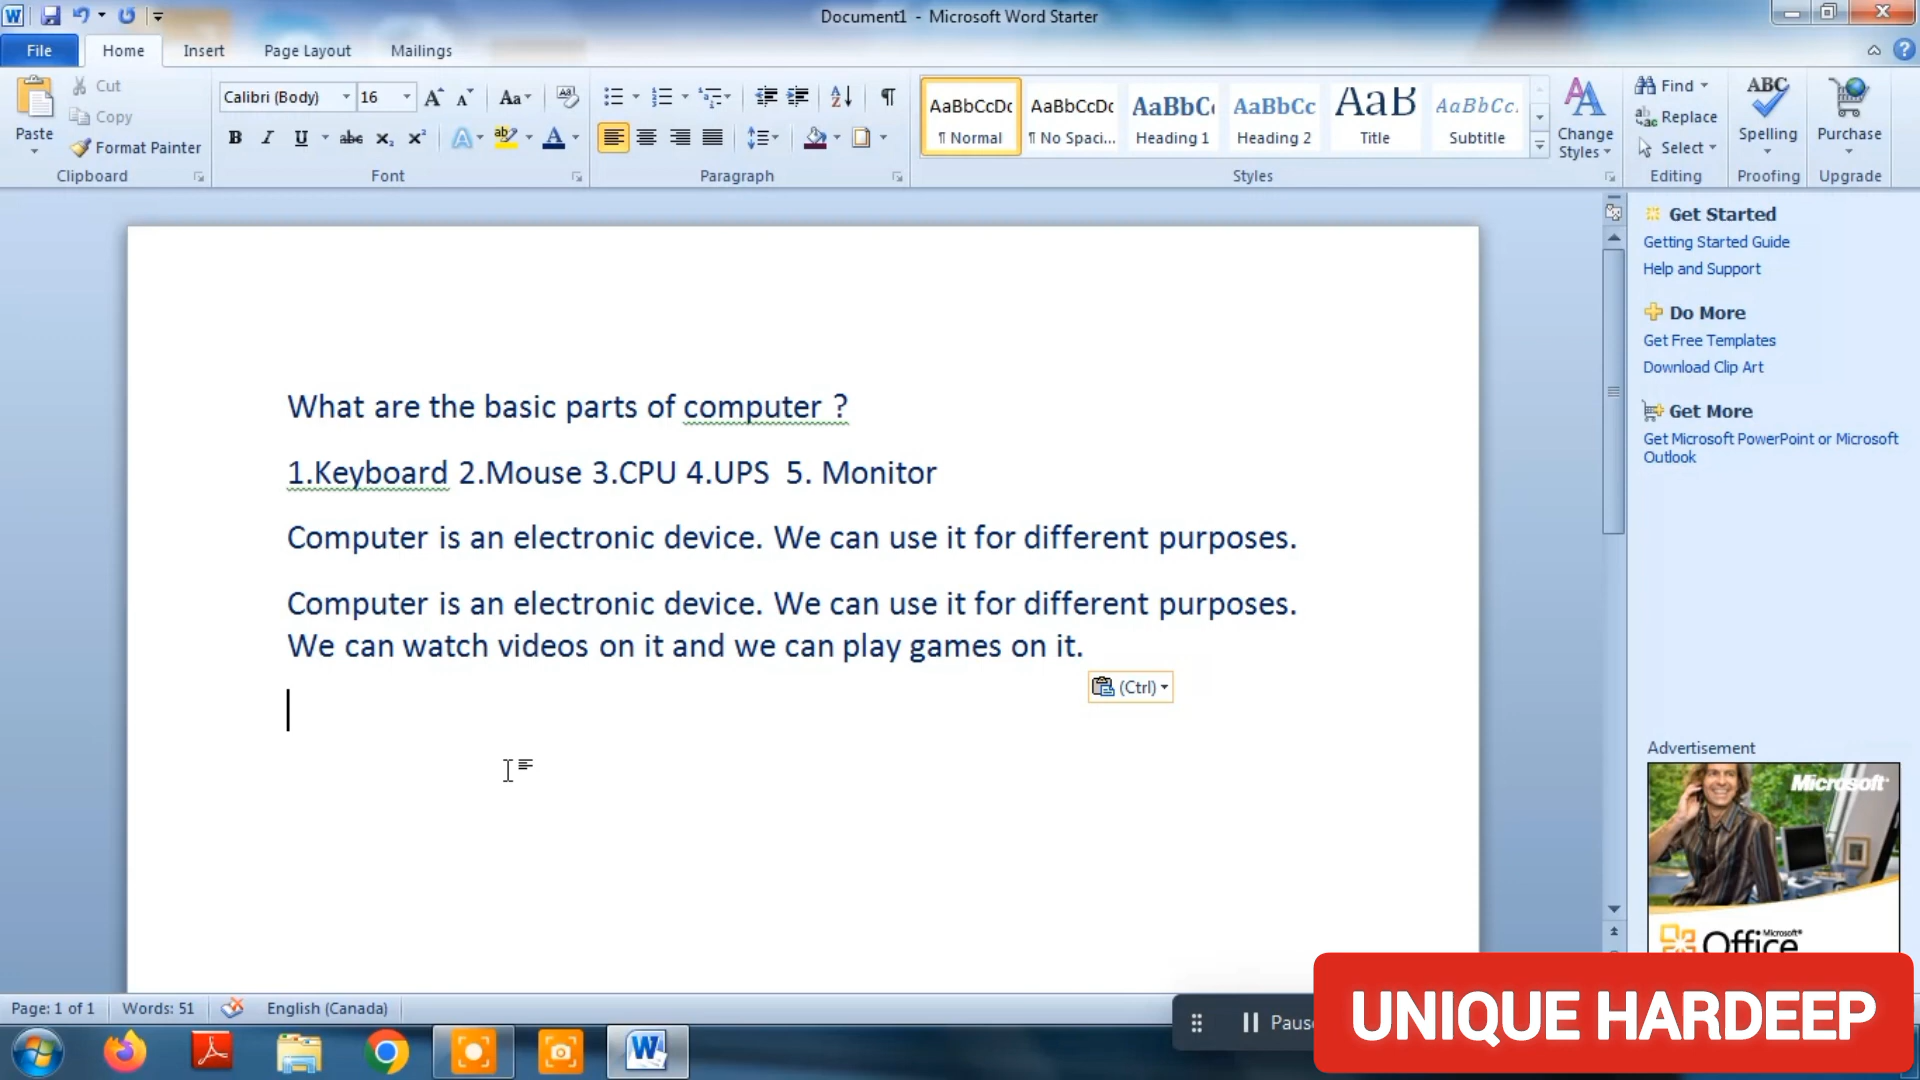 Document1 - Microsoft Word Starter
File Home Insert Page Layout Mailings
Paste
Cut
Copy
Format Painter
Clipboard
Calibri (Body) 16
Font
Paragraph
AaBbCcDc AaBbCcDc AaBbC AaBbCc AaB AaBbCc.
¶ Normal ¶ No Spaci... Heading 1 Heading 2 Title Subtitle
Change Styles
Styles
Find
Replace
Select
Editing
ABC
Spelling
Proofing
Purchase
Upgrade
What are the basic parts of computer ?
1.Keyboard 2.Mouse 3.CPU 4.UPS  5. Monitor
Computer is an electronic device. We can use it for different purposes.
Computer is an electronic device. We can use it for different purposes.
We can watch videos on it and we can play games on it.
(Ctrl)
Get Started
Getting Started Guide
Help and Support
Do More
Get Free Templates
Download Clip Art
Get More
Get Microsoft PowerPoint or Microsoft
Outlook
Advertisement
Microsoft
Microsoft
Office
Page: 1 of 1 Words: 51 English (Canada)
UNIQUE HARDEEP